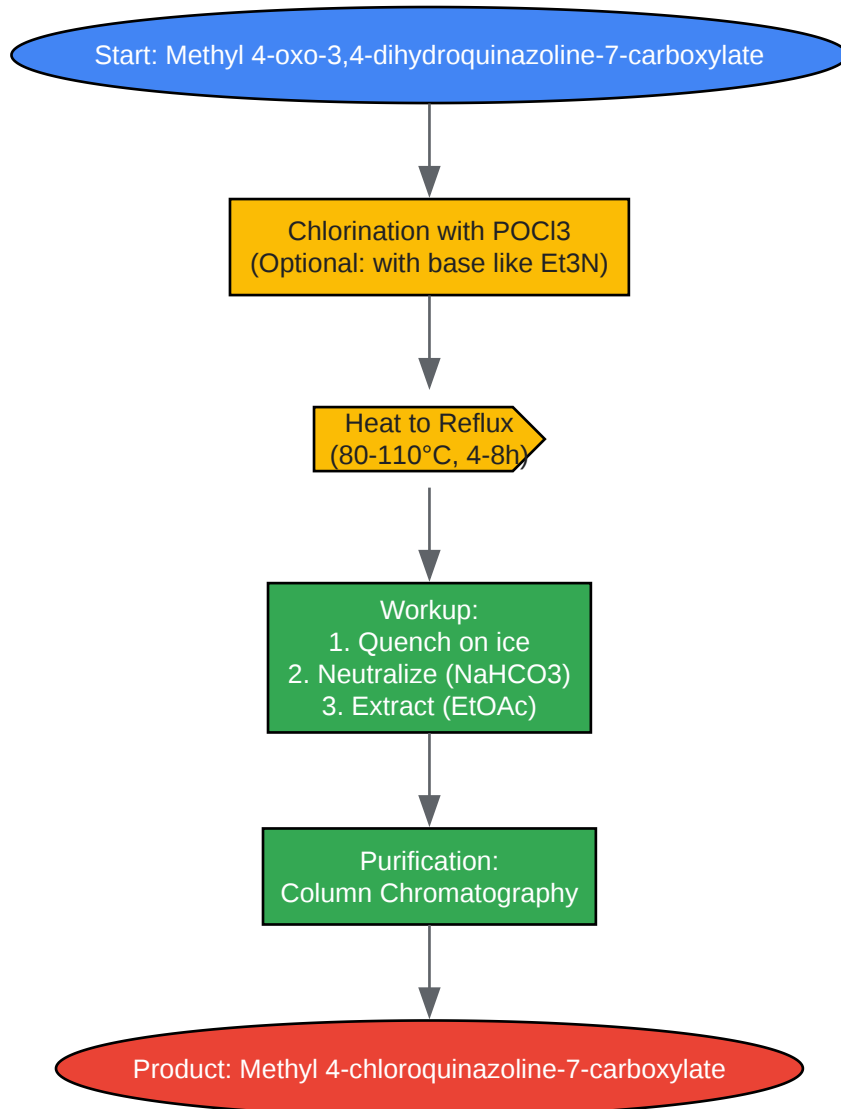 Start: Methyl 4-oxo-3,4-dihydroquinazoline-7-carboxylate
Chlorination with POCl3
(Optional: with base like Et3N)
Heat to Reflux
(80-110°C, 4-8h)
Workup:
1. Quench on ice
2. Neutralize (NaHCO3)
3. Extract (EtOAc)
Purification:
Column Chromatography
Product: Methyl 4-chloroquinazoline-7-carboxylate